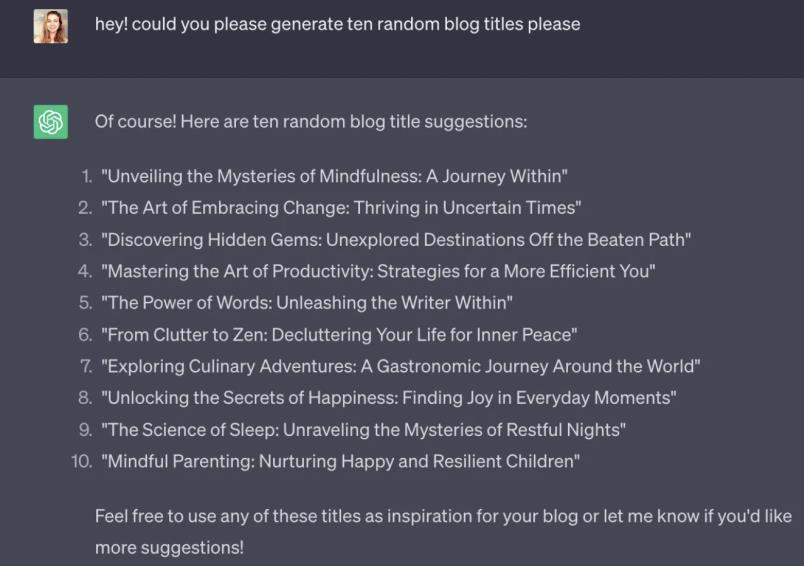 hey! could you please generate ten random blog titles please
Of course! Here are ten random blog title suggestions:
1. "Unveiling the Mysteries of Mindfulness: A Journey Within"
2. "The Art of Embracing Change: Thriving in Uncertain Times"
3. "Discovering Hidden Gems: Unexplored Destinations Off the Beaten Path"
4. "Mastering the Art of Productivity: Strategies for a More Efficient You"
5. "The Power of Words: Unleashing the Writer Within"
6. "From Clutter to Zen: Decluttering Your Life for Inner Peace"
7. "Exploring Culinary Adventures: A Gastronomic Journey Around the World"
8. "Unlocking the Secrets of Happiness: Finding Joy in Everyday Moments"
9. "The Science of Sleep: Unraveling the Mysteries of Restful Nights"
10. "Mindful Parenting: Nurturing Happy and Resilient Children"
Feel free to use any of these titles as inspiration for your blog or let me know if you'd like
more suggestions!